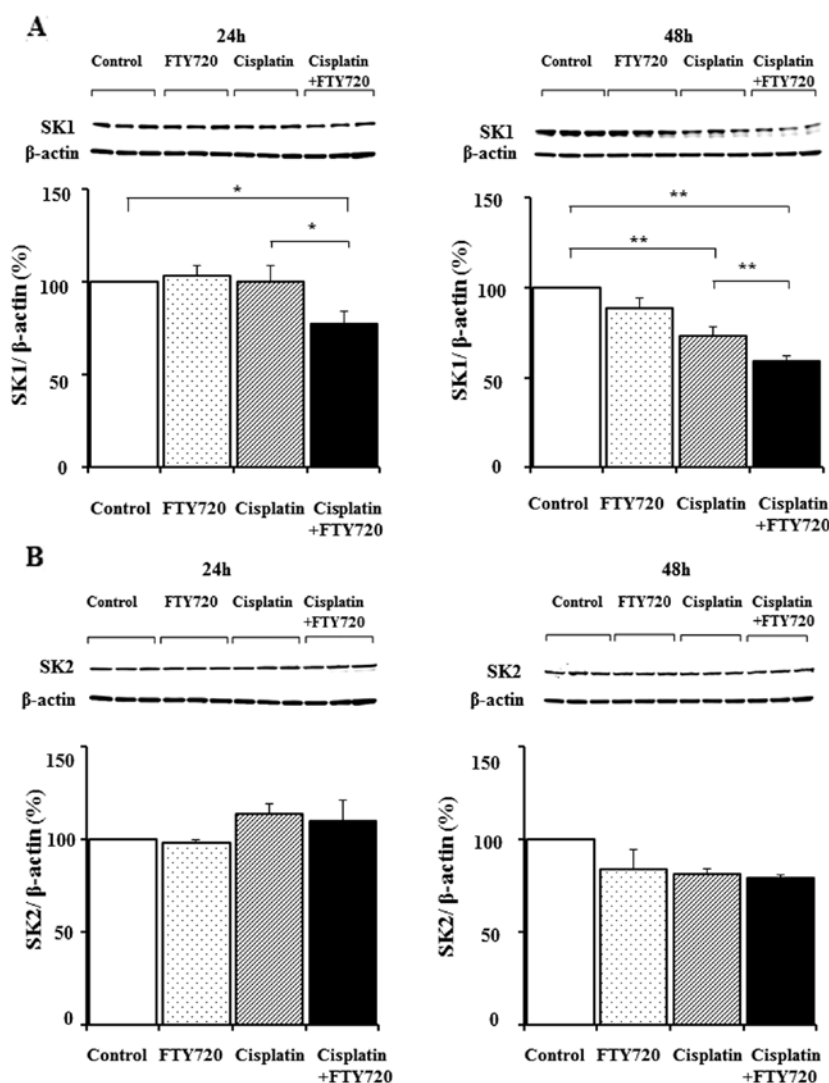 A
24h
Control FTY720 Cisplatin Cisplatin
+FTY720
SK1
β-actin
* 
*
150
100
50
0
SK1/ β-actin (%)
Control FTY720 Cisplatin Cisplatin
+FTY720
48h
Control FTY720 Cisplatin Cisplatin
+FTY720
SK1
β-actin
**
**
**
150
100
50
0
SK1/ β-actin (%)
Control FTY720 Cisplatin Cisplatin
+FTY720
B
24h
Control FTY720 Cisplatin Cisplatin
+FTY720
SK2
β-actin
150
100
50
0
SK2/ β-actin (%)
Control FTY720 Cisplatin Cisplatin
+FTY720
48h
Control FTY720 Cisplatin Cisplatin
+FTY720
SK2
β-actin
150
100
50
0
SK2/ β-actin (%)
Control FTY720 Cisplatin Cisplatin
+FTY720